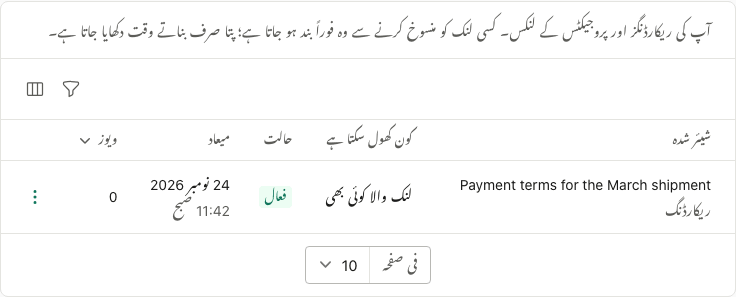 آپ کی ریکارڈنگز اور پروجیکٹس کے لنکس۔ کسی لنک کو منسوخ کرنے سے وہ فوراً بند ہو جاتا ہے؛ پتا صرف بناتے وقت دکھایا جاتا ہے۔
شیئر شدہ کون کھول سکتا ہے حالت میعاد ویوز
Payment terms for the March shipment لنک والا کوئی بھی فعال 24 نومبر 2026 0
ریکارڈنگ 11:42 صبح
فی صفحہ 10